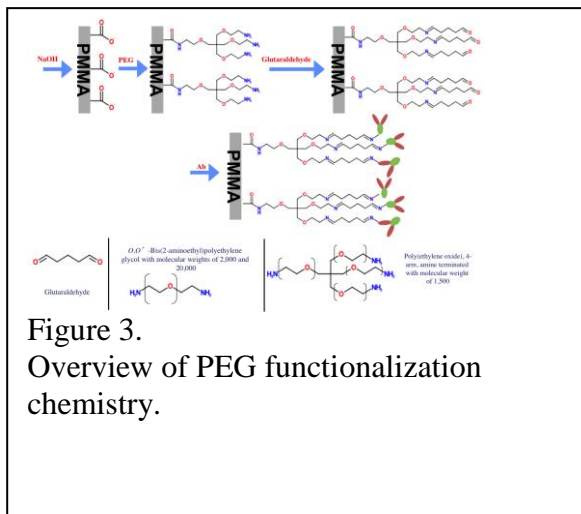 NaOH
PMMA
PEG
PMMA
Glutaraldehyde
PMMA
Ab
PMMA
Glutaraldehyde
O,O'-Bis(2-aminoethyl)polyethylene
glycol with molecular weights of 2,000 and
20,000
Poly(ethylene oxide), 4-
arm, amine terminated
with molecular weight
of 1,500
Figure 3.
Overview of PEG functionalization
chemistry.